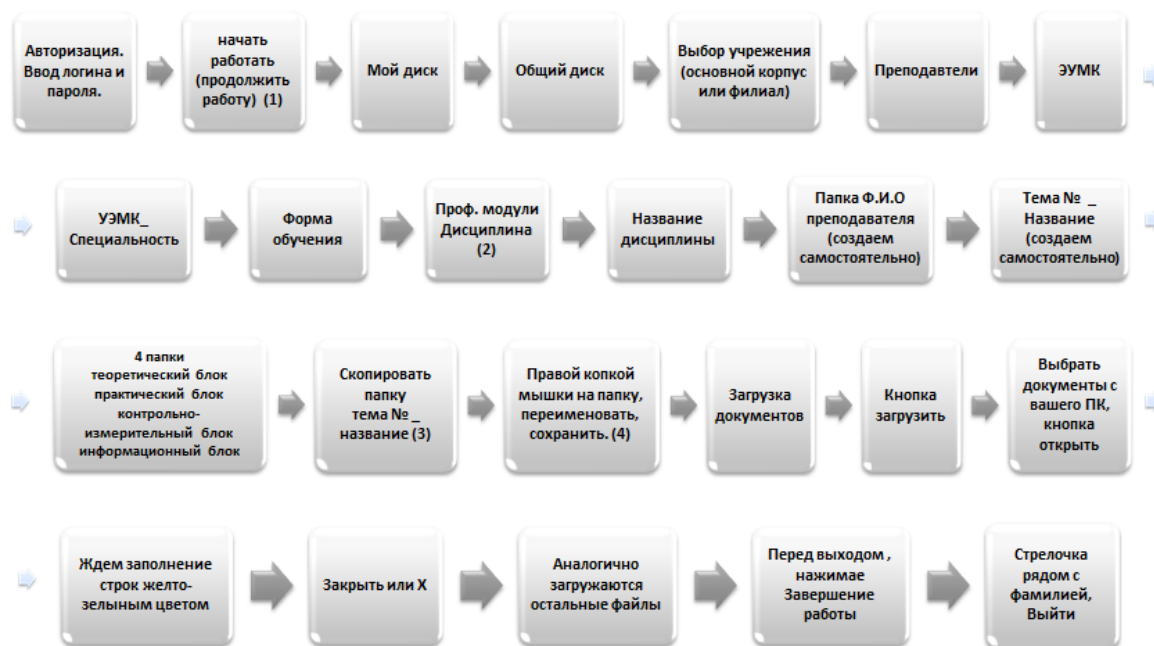 Авторизация.
Ввод логина и
пароля.
начать
работать
(продолжить
работу) (1)
Мой диск
Общий диск
Выбор учрежения
(основной корпус
или филиал)
Преподавтели
ЭУМК
УЭМК_
Специальность
Форма
обучения
Проф. модули
Дисциплина
(2)
Название
дисциплины
Папка Ф.И.О
преподавателя
(создаем
самостоятельно)
Тема № _
Название
(создаем
самостоятельно)
4 папки
теоретический блок
практический блок
контрольно-
измерительный блок
информационный блок
Скопировать
папку
тема № _
название (3)
Правой копкой
мышки на папку,
переименовать,
сохранить. (4)
Загрузка
документов
Кнопка
загрузить
Выбрать
документы с
вашего ПК,
кнопка
открыть
Ждем заполнение
строк желто-
зелыным цветом
Закрыть или Х
Аналогично
загружаются
остальные файлы
Перед выходом ,
нажимае
Завершение
работы
Стрелочка
рядом с
фамилией,
Выйти